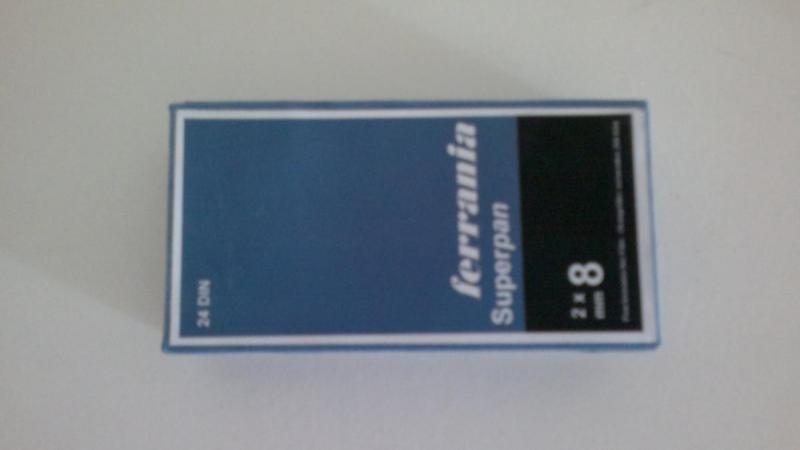 24 DIN
ferrania
Superpan
2 x 8
mm